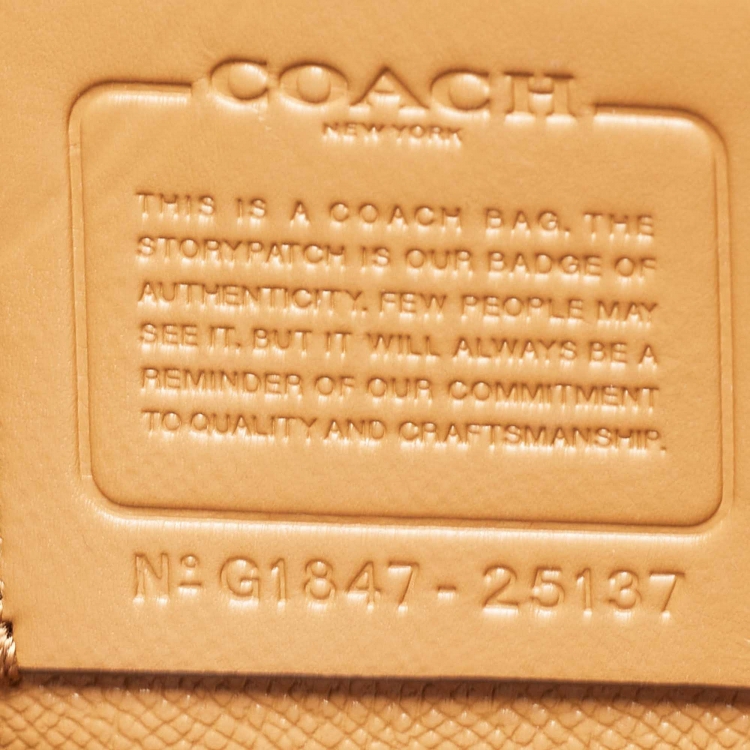 COACH
NEW YORK
THIS IS A COACH BAG. THE
STORYPATCH IS OUR BADGE OF
AUTHENTICITY. FEW PEOPLE MAY
SEE IT. BUT IT WILL ALWAYS BE A
REMINDER OF OUR COMMITMENT
TO QUALITY AND CRAFTSMANSHIP.
Nº G1847 - 25137